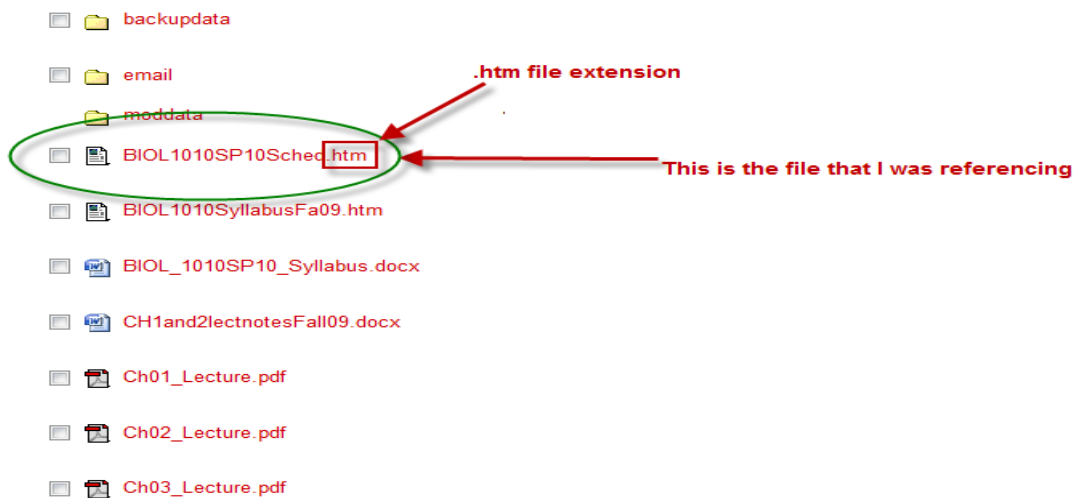 backupdata
email
.htm file extension
moddata
BIOL1010SP10Sched.htm
This is the file that I was referencing
BIOL1010SyllabusFa09.htm
BIOL_1010SP10_Syllabus.docx
CH1and2lectnotesFall09.docx
Ch01_Lecture.pdf
Ch02_Lecture.pdf
Ch03_Lecture.pdf